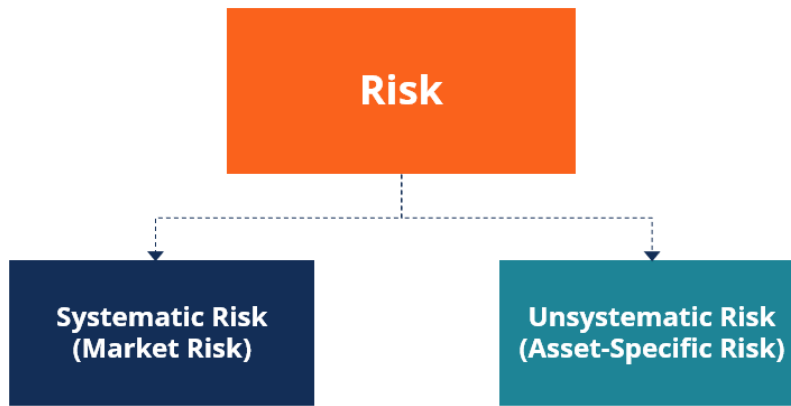 Risk
Systematic Risk
(Market Risk)
Unsystematic Risk
(Asset-Specific Risk)